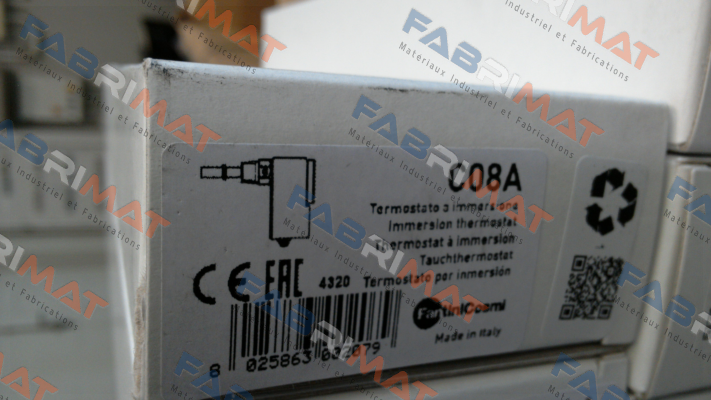 C08A
Termostato a immersione
Immersion thermostat
Thermostat à immersion
Tauchthermostat
CE EAC 4320 Termostato por inmersión
FantiniCosmi
Made in Italy
8 025863 002079
FABRIMAT
Materiaux Industriel et Fabrications